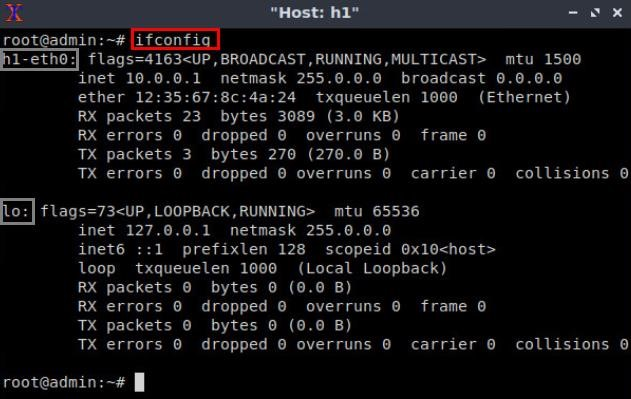 "Host: h1"
root@admin:~# ifconfig
h1-eth0: flags=4163<UP,BROADCAST,RUNNING,MULTICAST>  mtu 1500
        inet 10.0.0.1  netmask 255.0.0.0  broadcast 0.0.0.0
        ether 12:35:67:8c:4a:24  txqueuelen 1000  (Ethernet)
        RX packets 23  bytes 3089 (3.0 KB)
        RX errors 0  dropped 0  overruns 0  frame 0
        TX packets 3  bytes 270 (270.0 B)
        TX errors 0  dropped 0 overruns 0  carrier 0  collisions 0
lo: flags=73<UP,LOOPBACK,RUNNING>  mtu 65536
        inet 127.0.0.1  netmask 255.0.0.0
        inet6 ::1  prefixlen 128  scopeid 0x10<host>
        loop  txqueuelen 1000  (Local Loopback)
        RX packets 0  bytes 0 (0.0 B)
        RX errors 0  dropped 0  overruns 0  frame 0
        TX packets 0  bytes 0 (0.0 B)
        TX errors 0  dropped 0 overruns 0  carrier 0  collisions 0
root@admin:~#